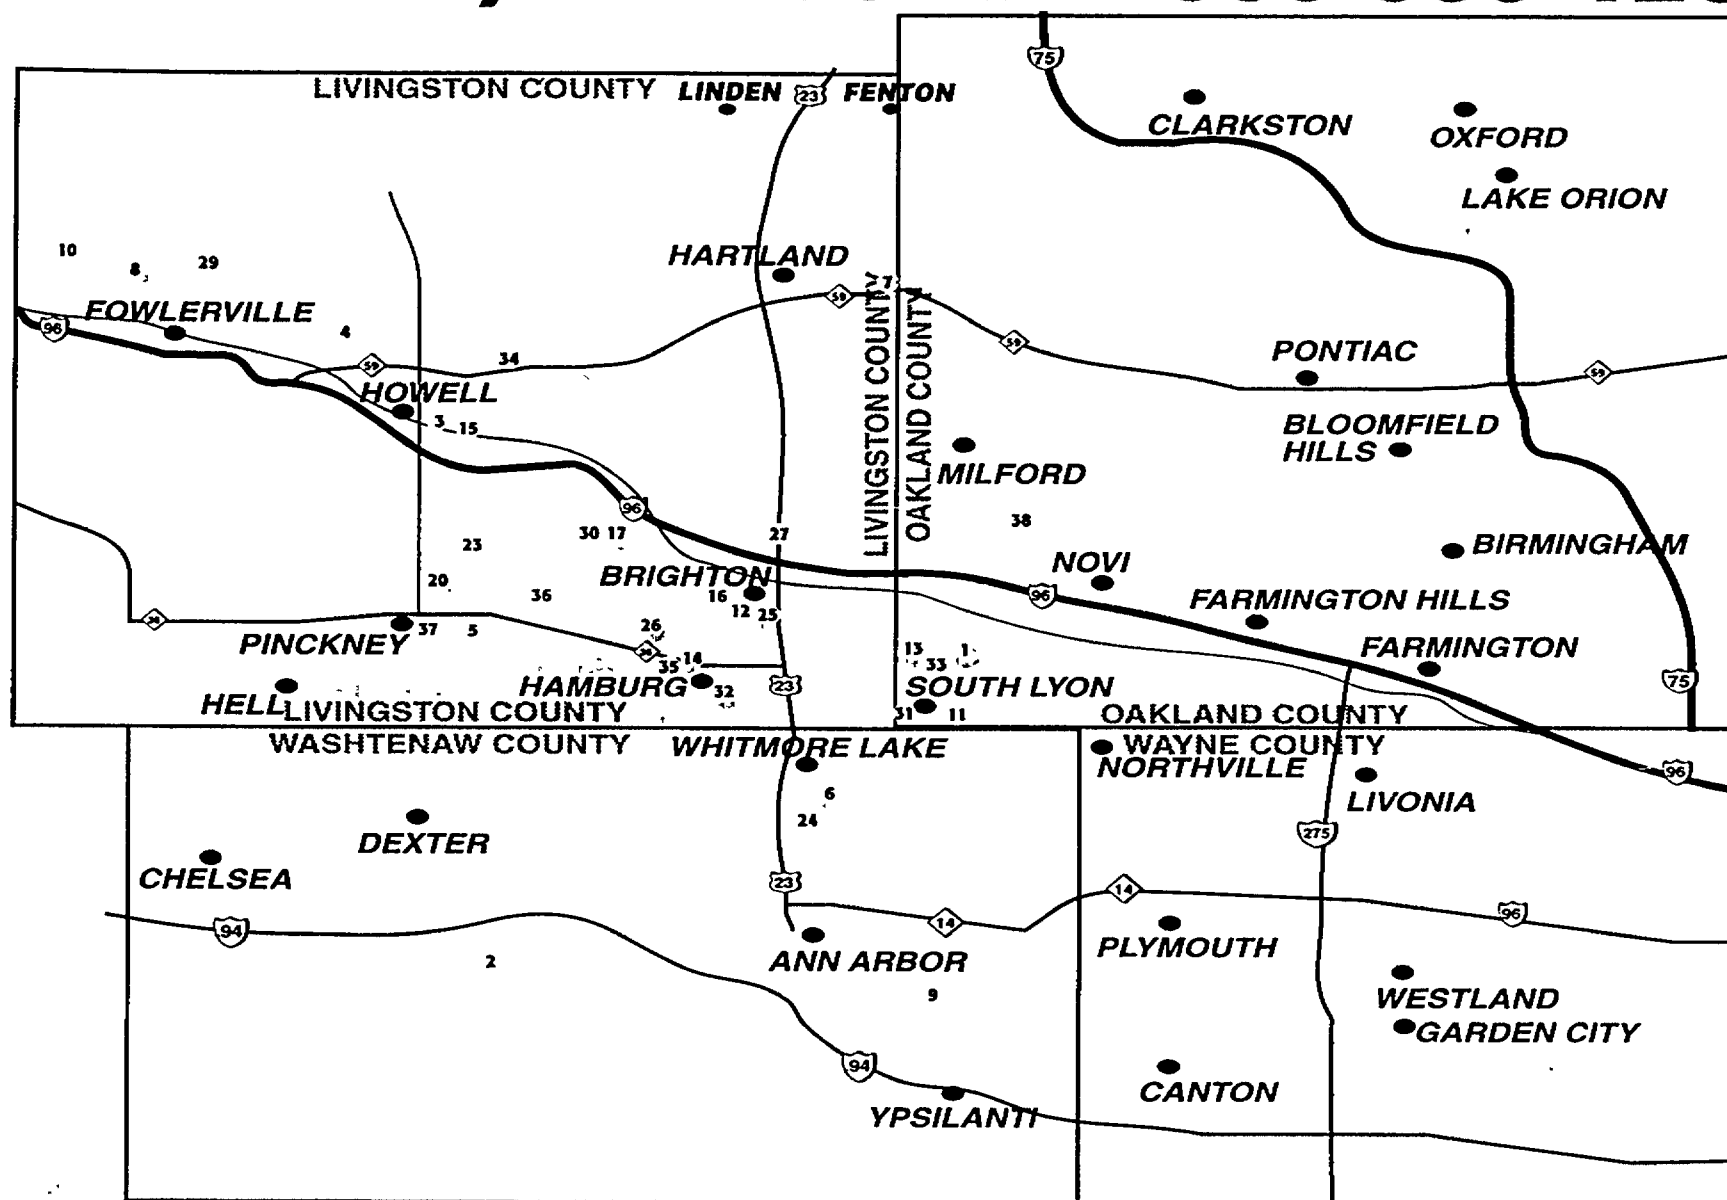 75
LIVINGSTON COUNTY LINDEN 23 FENTON
CLARKSTON
OXFORD
LAKE ORION
10 8 29
HARTLAND
7
59
FOWLERVILLE
96
4
59
34
59
HOWELL
3 15
LIVINGSTON COUNTY
OAKLAND COUNTY
PONTIAC
59
BLOOMFIELD
HILLS
MILFORD
38
96
30 17
27
23
BRIGHTON
NOVI
BIRMINGHAM
20
36
16
12 25
96
FARMINGTON HILLS
36
37 5
26
PINCKNEY
36
35 14
13 33 1
FARMINGTON
HELL
HAMBURG
32
23
SOUTH LYON
31 11
75
LIVINGSTON COUNTY
OAKLAND COUNTY
WASHTENAW COUNTY
WHITMORE LAKE
WAYNE COUNTY
NORTHVILLE
96
LIVONIA
6
24
DEXTER
275
CHELSEA
23
14
96
94
14
2
ANN ARBOR
PLYMOUTH
9
WESTLAND
GARDEN CITY
94
CANTON
YPSILANTI